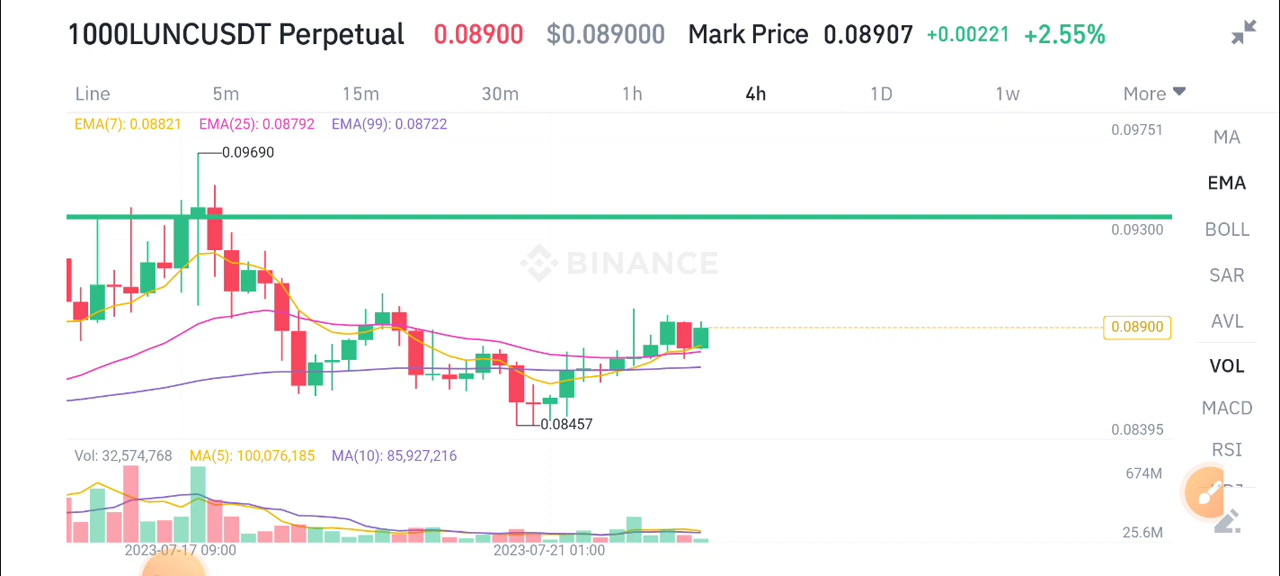 1000LUNCUSDT Perpetual 0.08900 $0.089000 Mark Price 0.08907 +0.00221 +2.55%
Line 5m 15m 30m 1h 4h 1D 1w More
EMA(7): 0.08821 EMA(25): 0.08792 EMA(99): 0.08722
0.09751
MA
0.09690
EMA
0.09300
BOLL
BINANCE
SAR
AVL
0.08900
VOL
MACD
0.08457
0.08395
RSI
Vol: 32,574,768 MA(5): 100,076,185 MA(10): 85,927,216
674M
25.6M
2023-07-17 09:00 2023-07-21 01:00